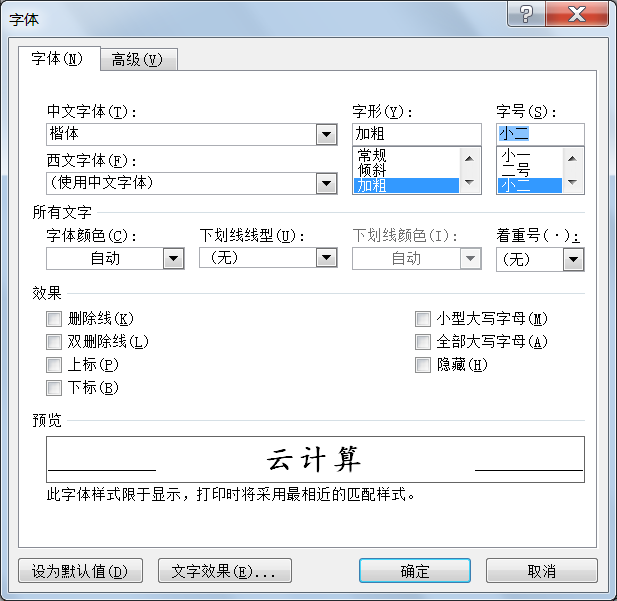 字体
字体(N) 高级(V)
中文字体(T): 字形(Y): 字号(S):
楷体 加粗 小二
西文字体(F): 常规 小一
(使用中文字体) 倾斜 二号
加粗 小二
所有文字
字体颜色(C): 下划线线型(U): 下划线颜色(I): 着重号(·):
自动 (无) 自动 (无)
效果
删除线(K) 小型大写字母(M)
双删除线(L) 全部大写字母(A)
上标(P) 隐藏(H)
下标(B)
预览
云计算
此字体样式限于显示，打印时将采用最相近的匹配样式。
设为默认值(D) 文字效果(E)... 确定 取消